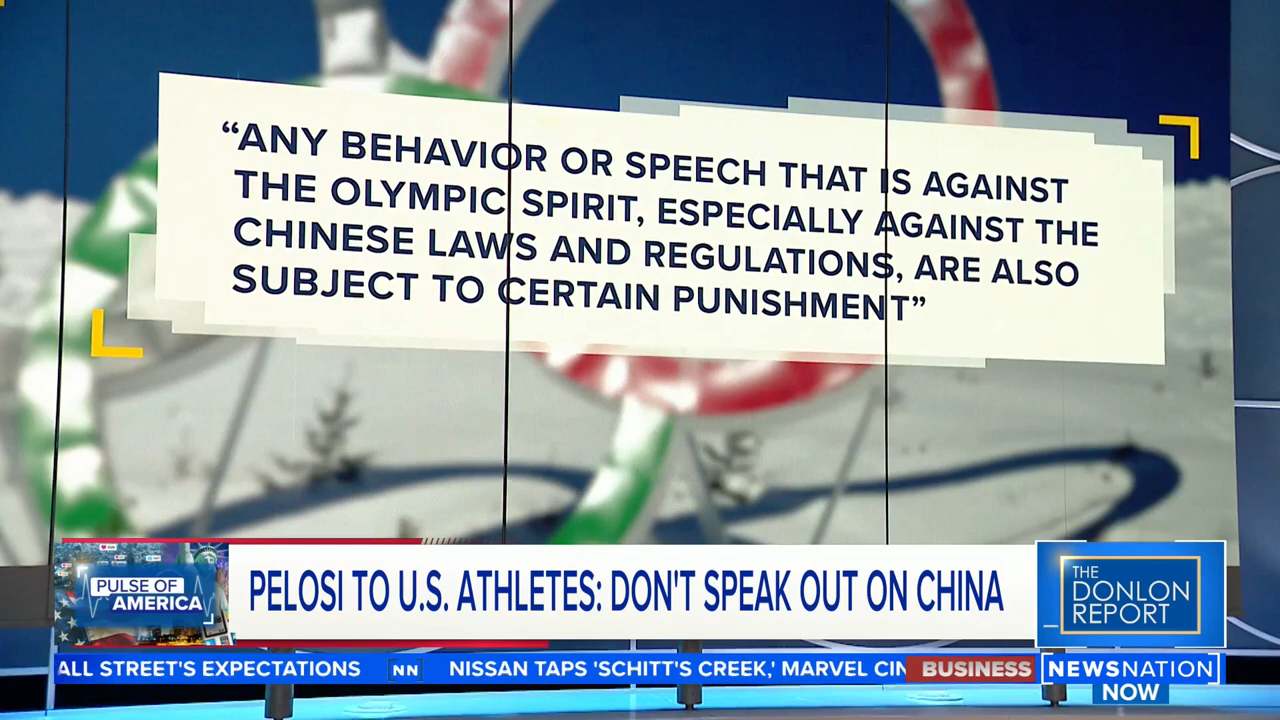 “ANY BEHAVIOR OR SPEECH THAT IS AGAINST
THE OLYMPIC SPIRIT, ESPECIALLY AGAINST THE
CHINESE LAWS AND REGULATIONS, ARE ALSO
SUBJECT TO CERTAIN PUNISHMENT”
PULSE OF
AMERICA
PELOSI TO U.S. ATHLETES: DON'T SPEAK OUT ON CHINA
THE
DONLON
REPORT
ALL STREET'S EXPECTATIONS NN NISSAN TAPS 'SCHITT'S CREEK,' MARVEL CIN BUSINESS NEWSNATION
NOW